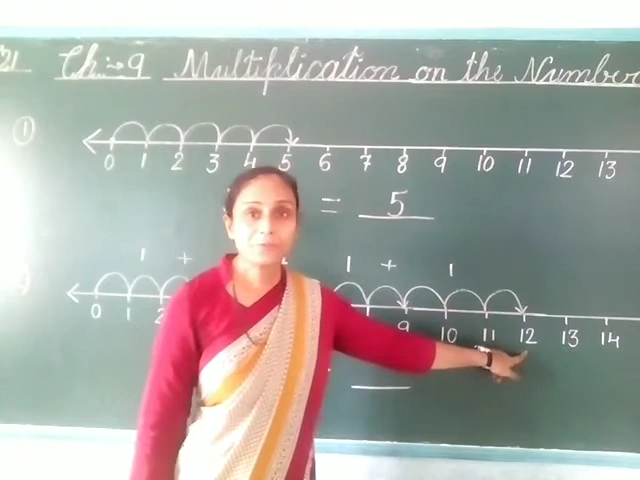 21 Ch:→9 Multiplication on the Number
①
0 1 2 3 4 5 6 7 8 9 10 11 12 13
= 5
1 + 1 + 1
0 1 2 9 10 11 12 13 14